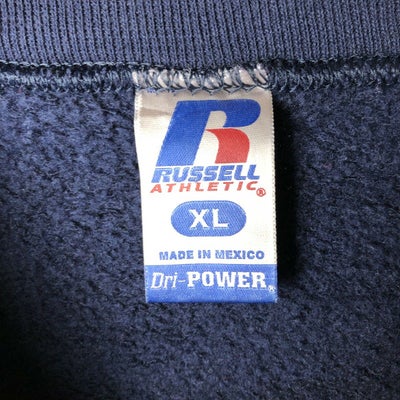 R
RUSSELL
ATHLETIC®
XL
MADE IN MEXICO
Dri-POWER®